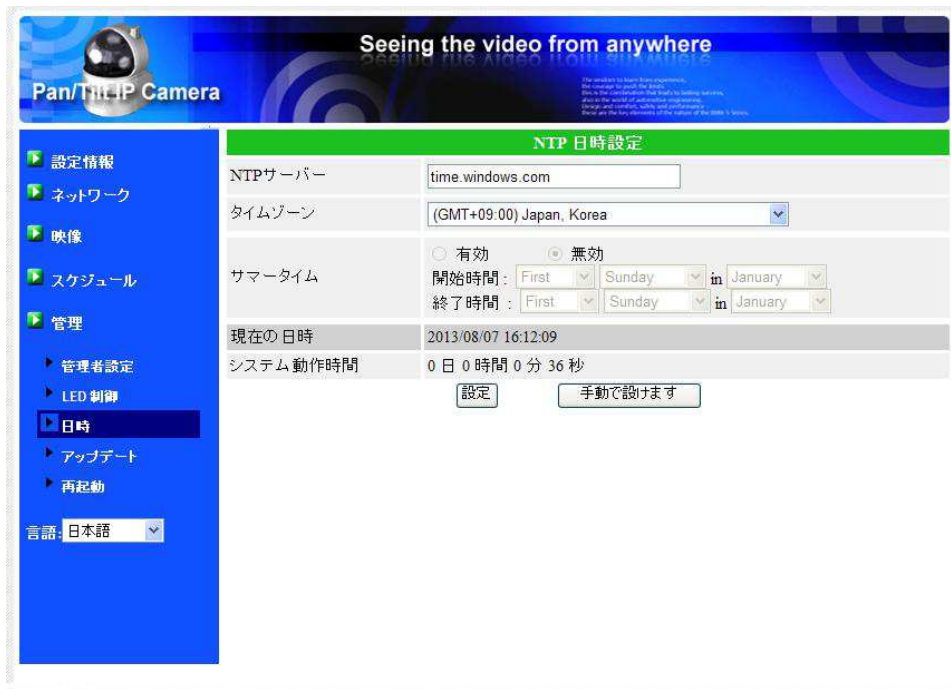 Seeing the video from anywhere
Pan/Tilt IP Camera
設定情報
ネットワーク
映像
スケジュール
管理
管理者設定
LED 制御
日時
アップデート
再起動
言語: 日本語
NTP 日時設定
NTPサーバー time.windows.com
タイムゾーン (GMT+09:00) Japan, Korea
サマータイム 有効 無効
開始時間 : First Sunday in January
終了時間 : First Sunday in January
現在の日時 2013/08/07 16:12:09
システム動作時間 0 日 0 時間 0 分 36 秒
設定 手動で設けます